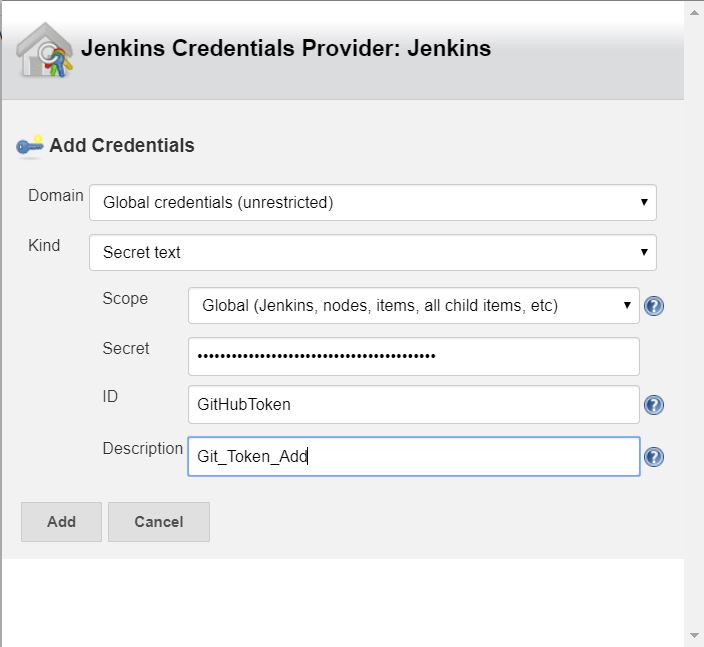 Jenkins Credentials Provider: Jenkins
Add Credentials
Domain Global credentials (unrestricted)
Kind Secret text
Scope Global (Jenkins, nodes, items, all child items, etc)
Secret ••••••••••••••••••••••••••••••••••••••••••
ID GitHubToken
Description Git_Token_Add
Add Cancel